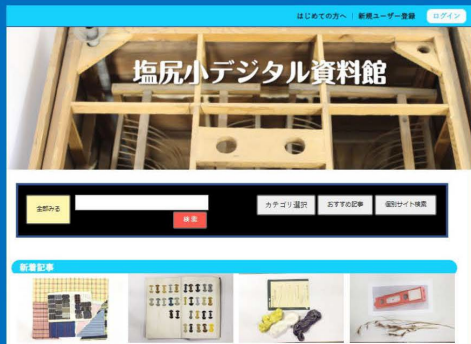 はじめての方へ | 新規ユーザー登録 ログイン
塩尻小デジタル資料館
全部みる
検索
カテゴリ選択 おすすめ記事 個別サイト検索
新着記事